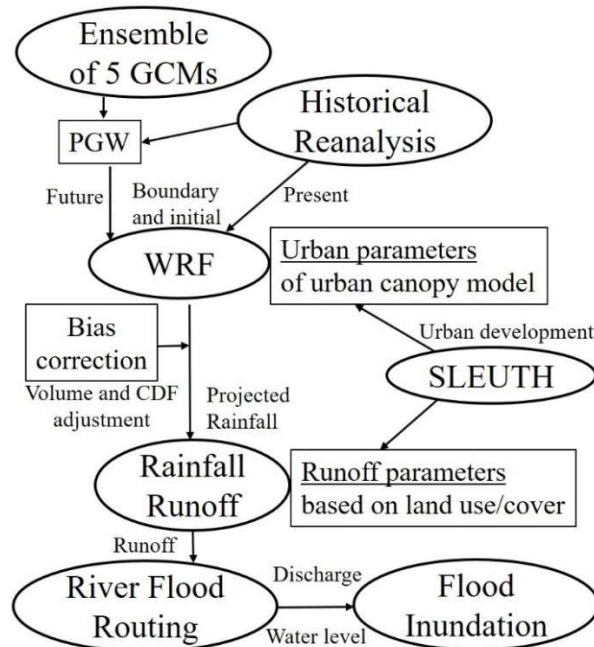 Ensemble
of 5 GCMs
Historical
Reanalysis
PGW
Future
Boundary
and initial
Present
WRF
Urban parameters
of urban canopy model
Bias
correction
Urban development
Volume and CDF
adjustment
Projected
Rainfall
SLEUTH
Rainfall
Runoff
Runoff parameters
based on land use/cover
Runoff
River Flood
Routing
Discharge
Water level
Flood
Inundation